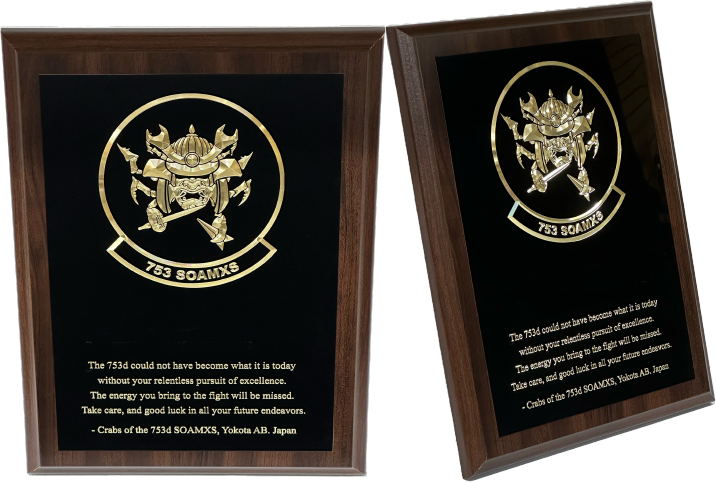 753 SOAMXS
The 753d could not have become what it is today
without your relentless pursuit of excellence.
The energy you bring to the fight will be missed.
Take care, and good luck in all your future endeavors.
- Crabs of the 753d SOAMXS, Yokota AB. Japan
753 SOAMXS
The 753d could not have become what it is today
without your relentless pursuit of excellence.
The energy you bring to the fight will be missed.
Take care, and good luck in all your future endeavors.
- Crabs of the 753d SOAMXS, Yokota AB. Japan